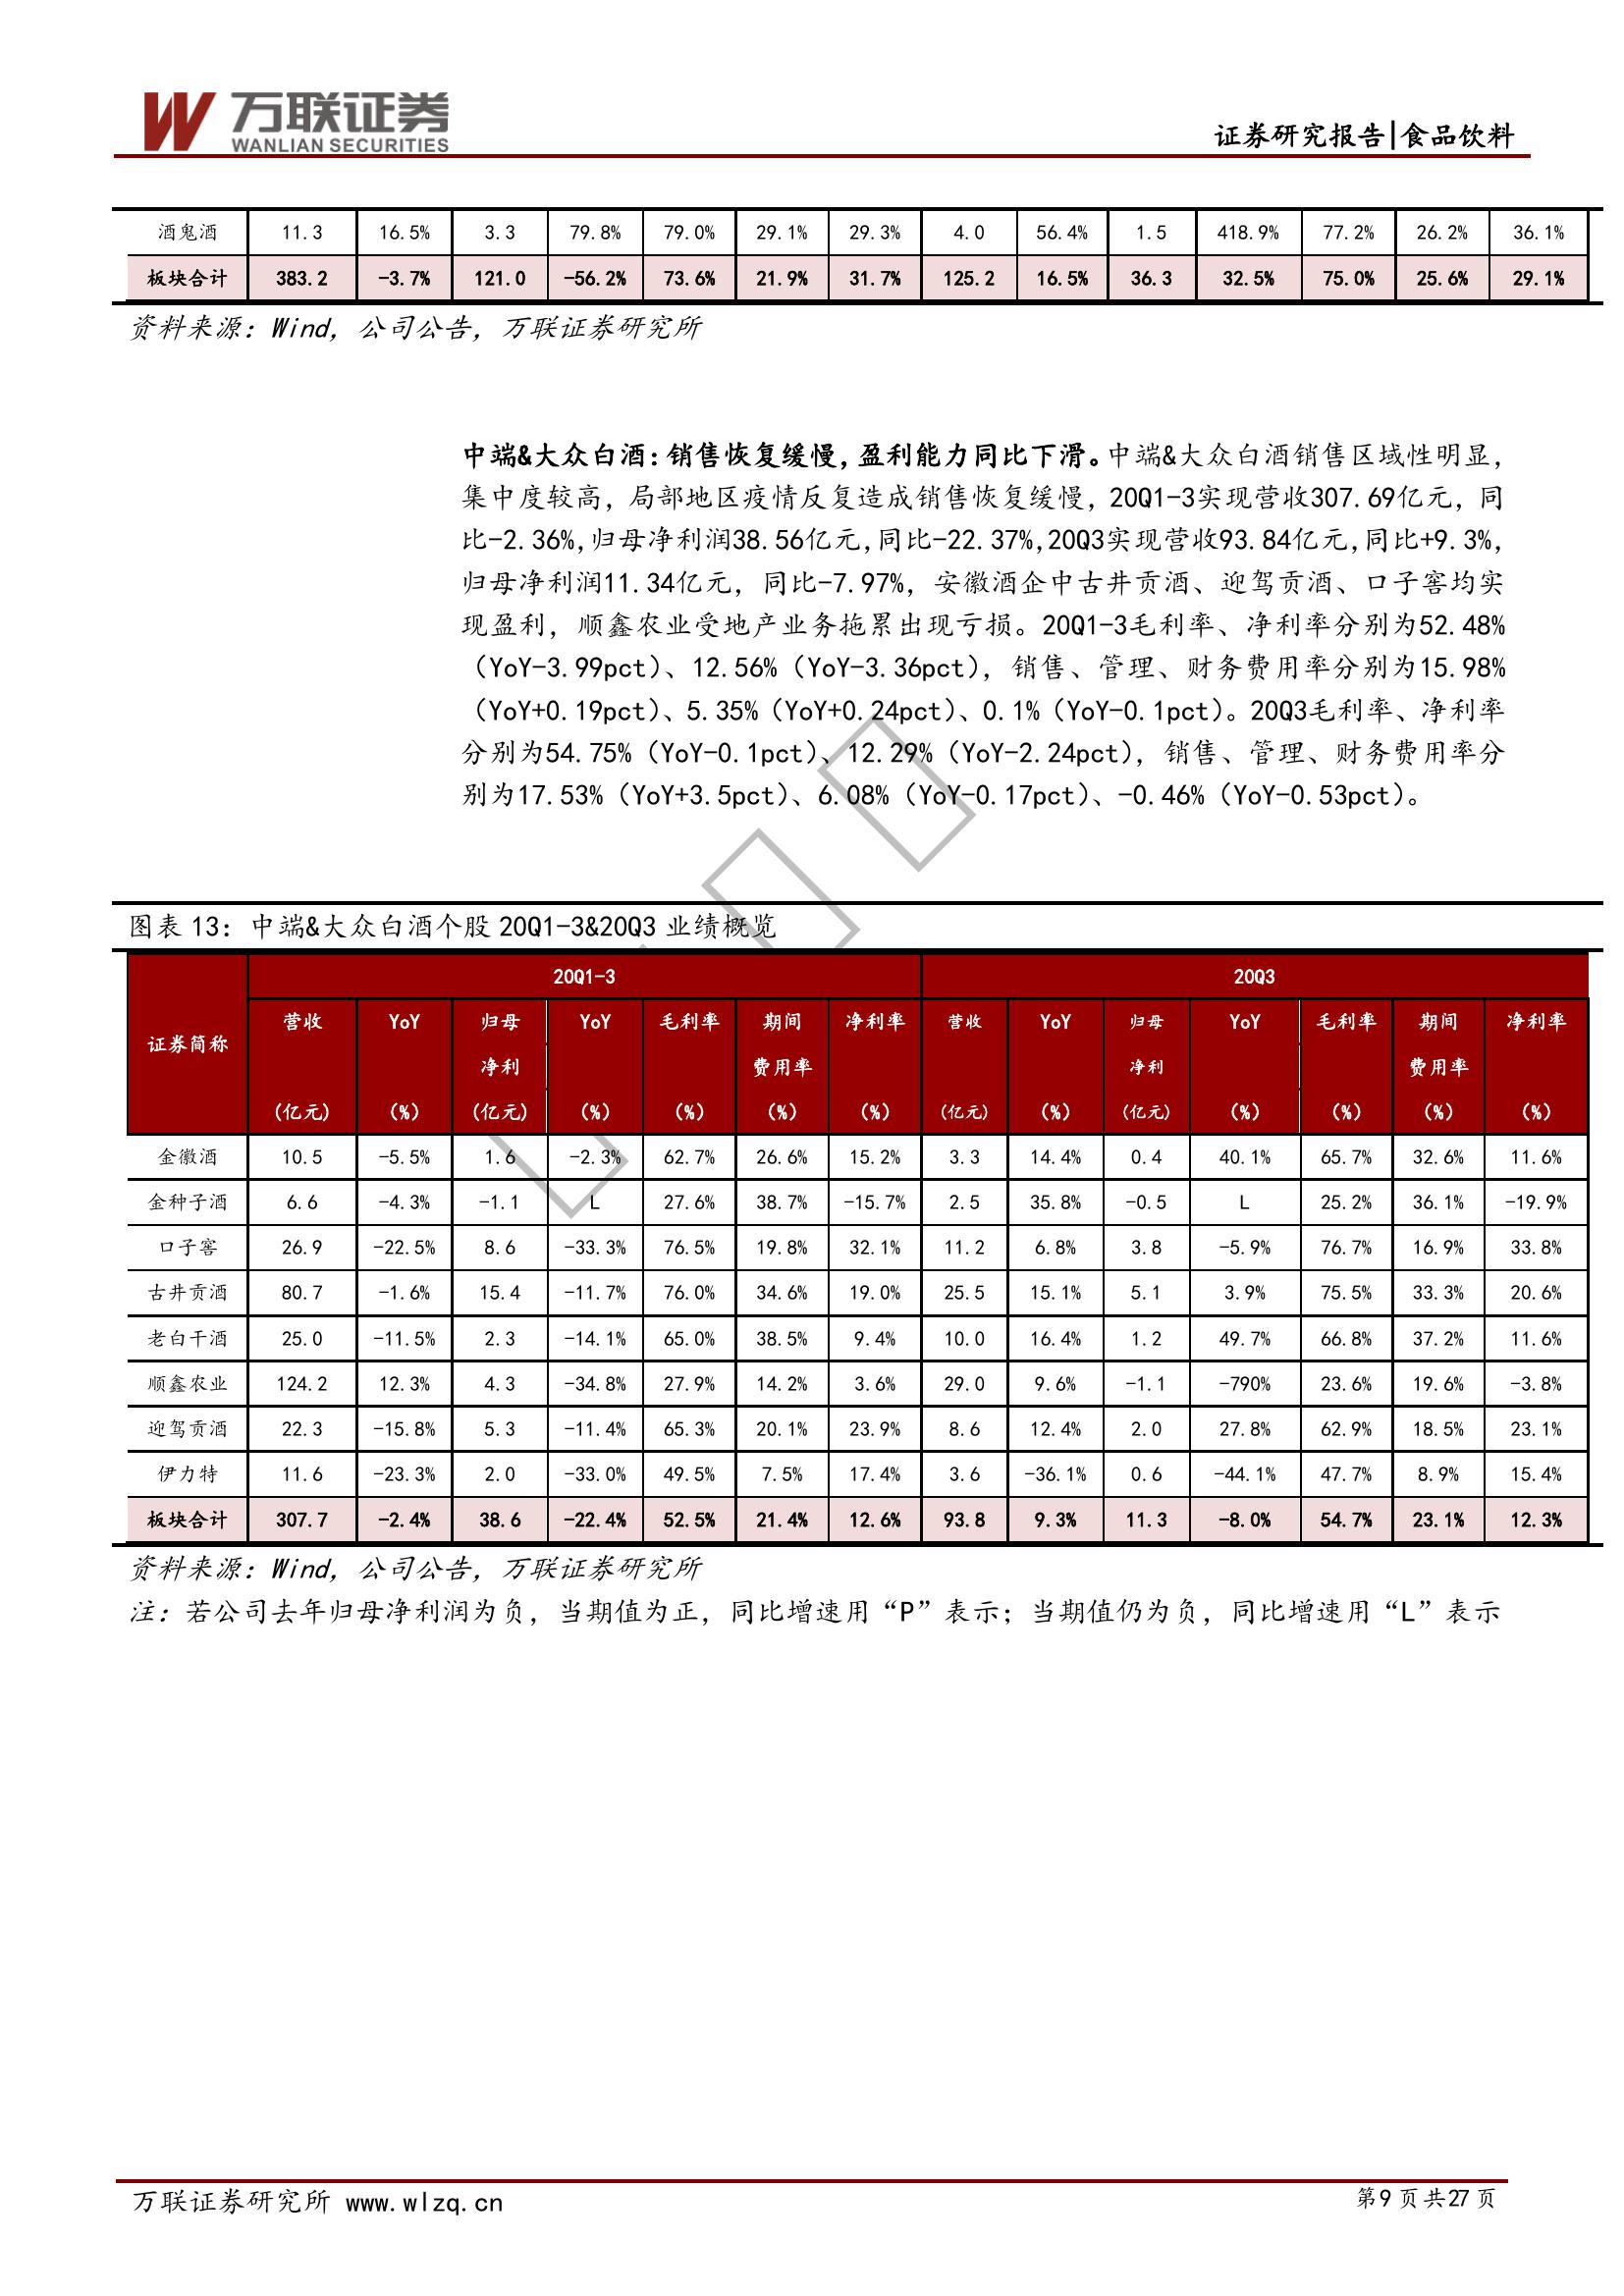 万联证券
WANLIAN SECURITIES
证券研究报告|食品饮料
酒鬼酒 11.3 16.5% 3.3 79.8% 79.0% 29.1% 29.3% 4.0 56.4% 1.5 418.9% 77.2% 26.2% 36.1%
板块合计 383.2 -3.7% 121.0 -56.2% 73.6% 21.9% 31.7% 125.2 16.5% 36.3 32.5% 75.0% 25.6% 29.1%
资料来源：Wind，公司公告，万联证券研究所
中端&大众白酒：销售恢复缓慢，盈利能力同比下滑。中端&大众白酒销售区域性明显，
集中度较高，局部地区疫情反复造成销售恢复缓慢，20Q1-3实现营收307.69亿元，同
比-2.36%,归母净利润38.56亿元,同比-22.37%,20Q3实现营收93.84亿元,同比+9.3%,
归母净利润11.34亿元，同比-7.97%，安徽酒企中古井贡酒、迎驾贡酒、口子窖均实
现盈利，顺鑫农业受地产业务拖累出现亏损。20Q1-3毛利率、净利率分别为52.48%
（YoY-3.99pct）、12.56%（YoY-3.36pct），销售、管理、财务费用率分别为15.98%
（YoY+0.19pct）、5.35%（YoY+0.24pct）、0.1%（YoY-0.1pct）。20Q3毛利率、净利率
分别为54.75%（YoY-0.1pct）、12.29%（YoY-2.24pct），销售、管理、财务费用率分
别为17.53%（YoY+3.5pct）、6.08%（YoY-0.17pct）、-0.46%（YoY-0.53pct）。
图表 13：中端&大众白酒个股 20Q1-3&20Q3 业绩概览
20Q1-3 20Q3
营收 YoY 归母 YoY 毛利率 期间 净利率 营收 YoY 归母 YoY 毛利率 期间 净利率
证券简称
净利 费用率 净利 费用率
(亿元) (%) (亿元) (%) (%) (%) (%) (亿元) (%) (亿元) (%) (%) (%) (%)
金徽酒 10.5 -5.5% 1.6 -2.3% 62.7% 26.6% 15.2% 3.3 14.4% 0.4 40.1% 65.7% 32.6% 11.6%
金种子酒 6.6 -4.3% -1.1 L 27.6% 38.7% -15.7% 2.5 35.8% -0.5 L 25.2% 36.1% -19.9%
口子窖 26.9 -22.5% 8.6 -33.3% 76.5% 19.8% 32.1% 11.2 6.8% 3.8 -5.9% 76.7% 16.9% 33.8%
古井贡酒 80.7 -1.6% 15.4 -11.7% 76.0% 34.6% 19.0% 25.5 15.1% 5.1 3.9% 75.5% 33.3% 20.6%
老白干酒 25.0 -11.5% 2.3 -14.1% 65.0% 38.5% 9.4% 10.0 16.4% 1.2 49.7% 66.8% 37.2% 11.6%
顺鑫农业 124.2 12.3% 4.3 -34.8% 27.9% 14.2% 3.6% 29.0 9.6% -1.1 -790% 23.6% 19.6% -3.8%
迎驾贡酒 22.3 -15.8% 5.3 -11.4% 65.3% 20.1% 23.9% 8.6 12.4% 2.0 27.8% 62.9% 18.5% 23.1%
伊力特 11.6 -23.3% 2.0 -33.0% 49.5% 7.5% 17.4% 3.6 -36.1% 0.6 -44.1% 47.7% 8.9% 15.4%
板块合计 307.7 -2.4% 38.6 -22.4% 52.5% 21.4% 12.6% 93.8 9.3% 11.3 -8.0% 54.7% 23.1% 12.3%
资料来源：Wind，公司公告，万联证券研究所
注：若公司去年归母净利润为负，当期值为正，同比增速用“P”表示；当期值仍为负，同比增速用“L”表示
万联证券研究所 www.wlzq.cn
第9 页 共27 页